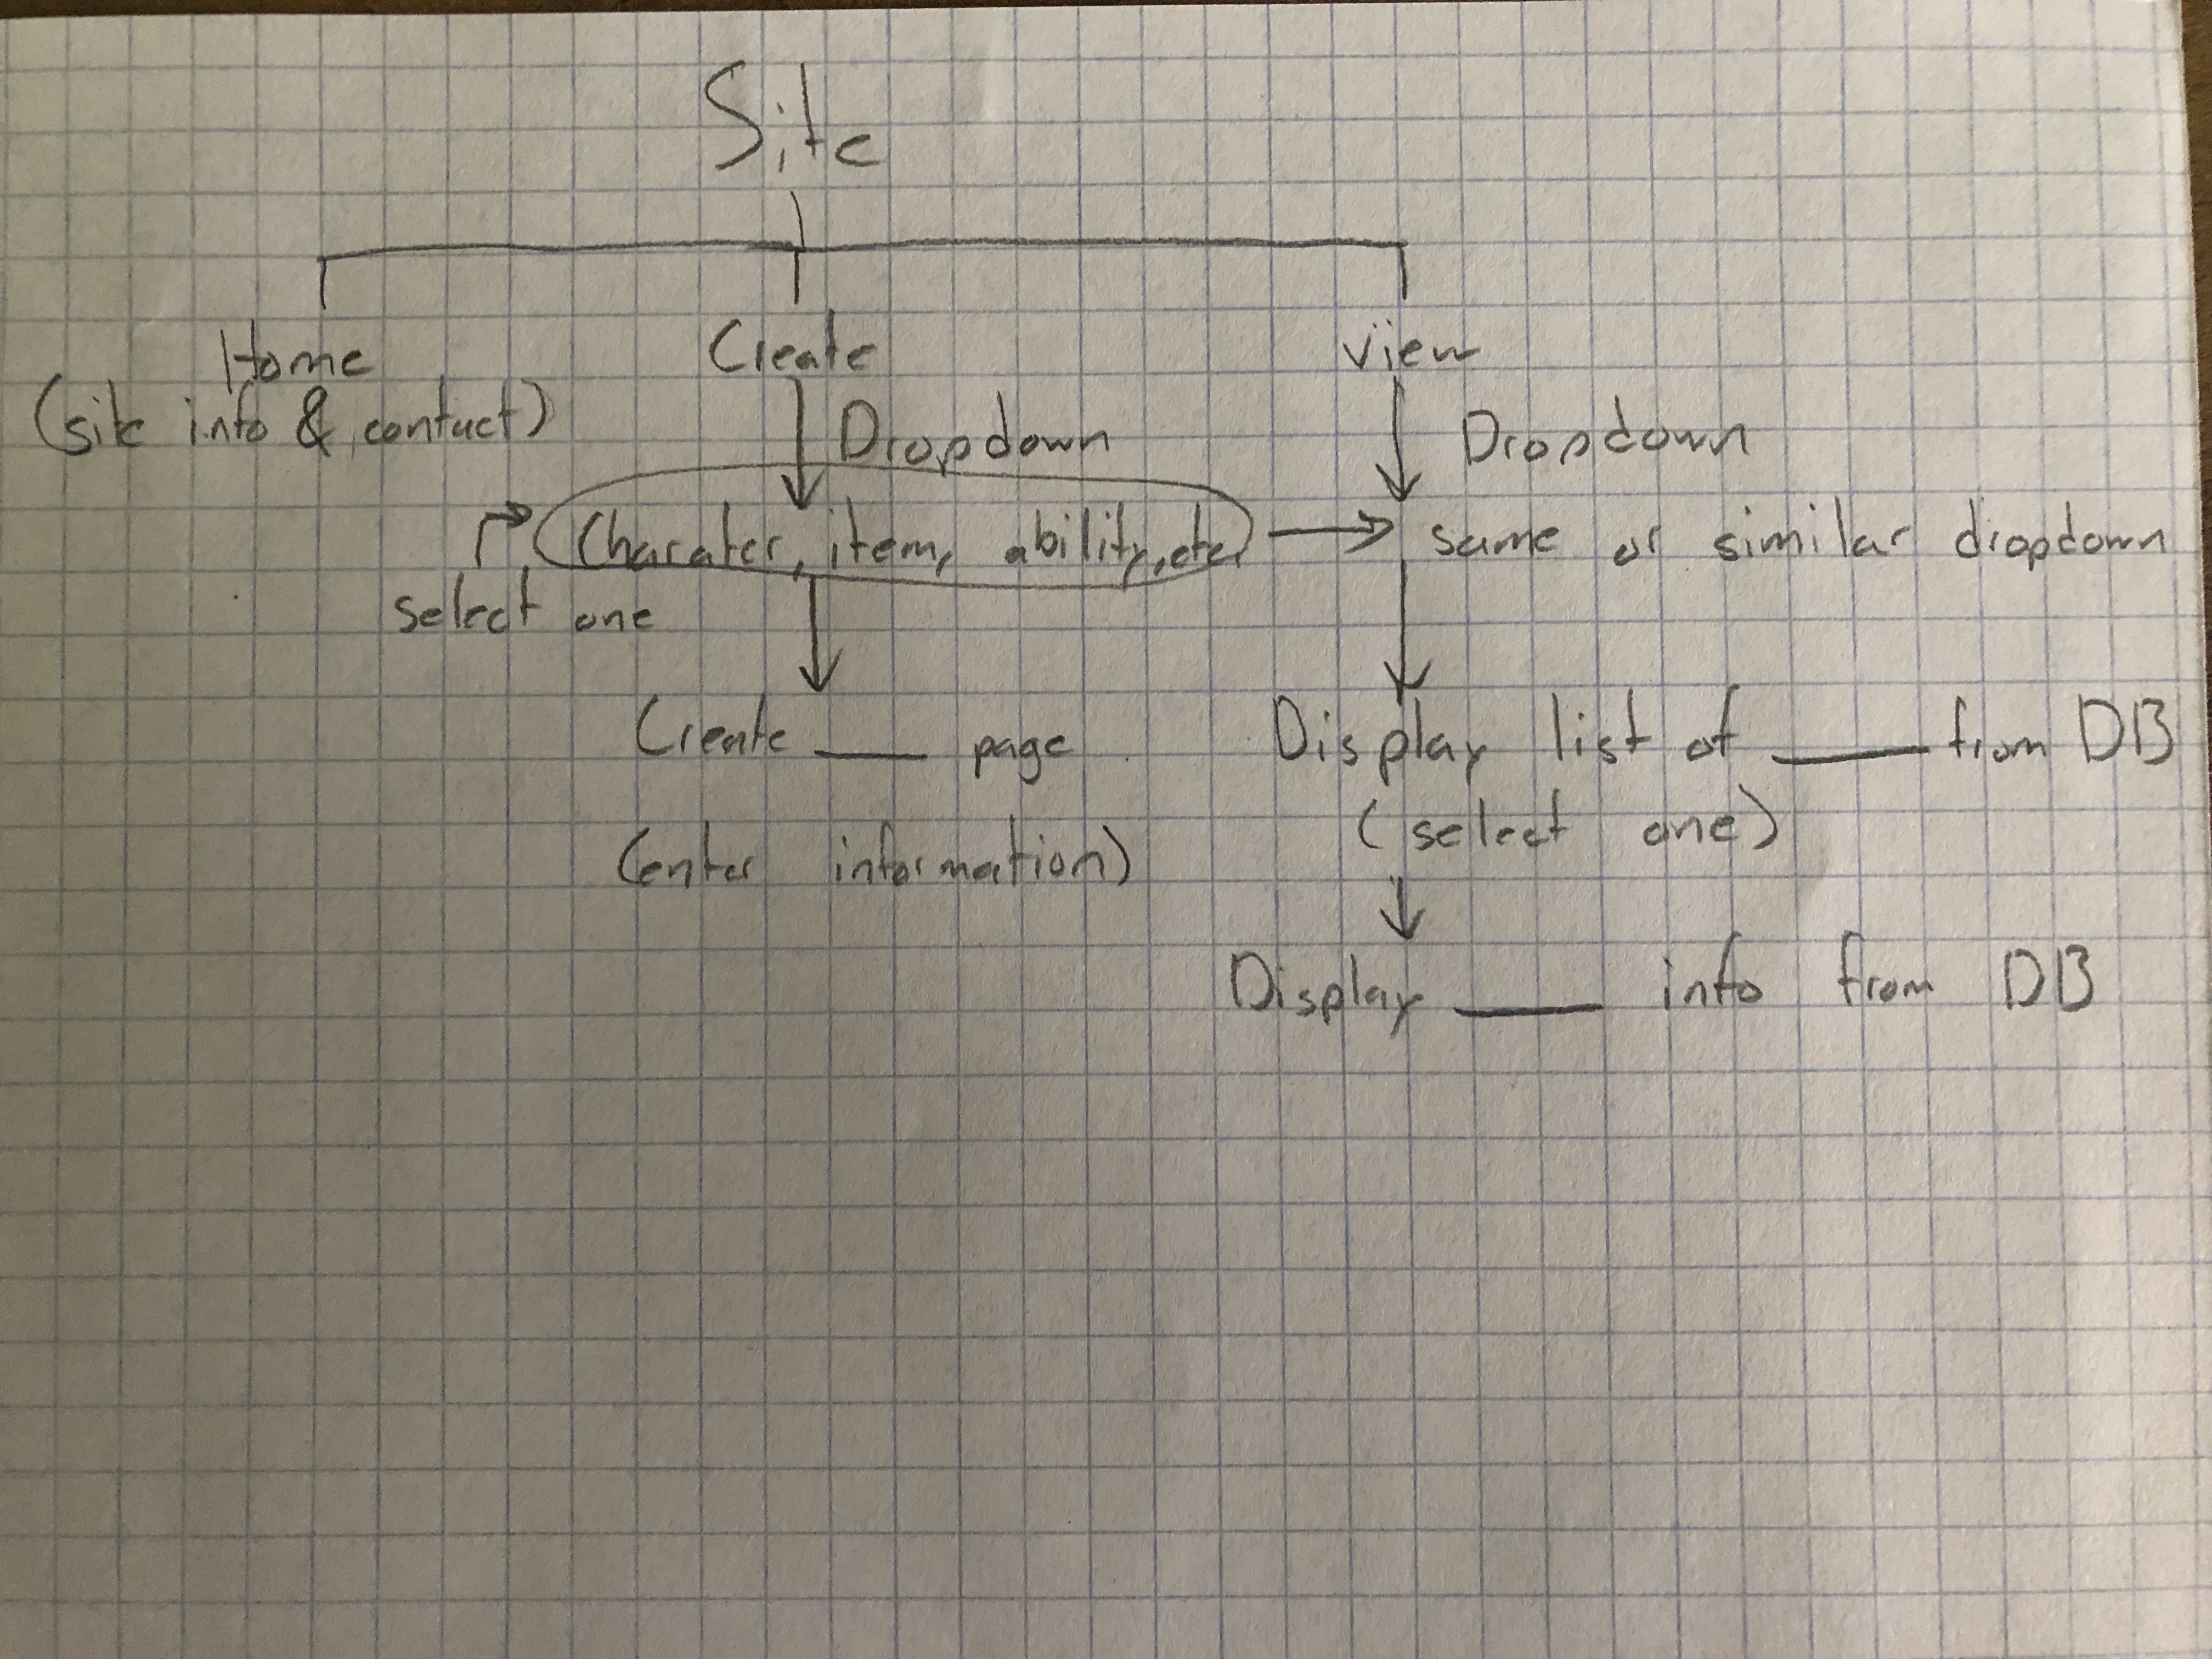 Site
Home Create view
(site info & contact) Dropdown Dropdown
(Charater, item, ability, etc) same or similar dropdown
select one
Create ___ page Display list of ___ from DB
(enter information) (select one)
Display ___ info from DB